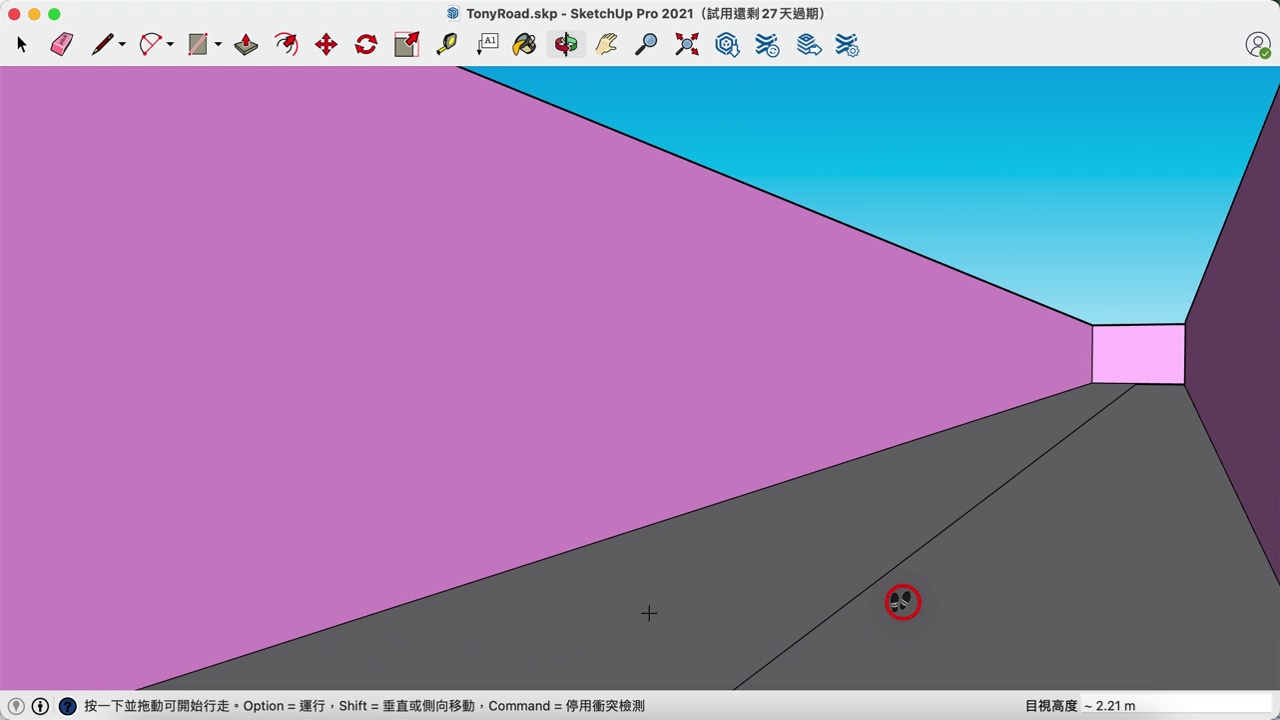 TonyRoad.skp - SketchUp Pro 2021（試用還剩 27 天過期）
A1
按一下並拖動可開始行走。Option = 運行，Shift = 垂直或側向移動，Command = 停用衝突檢測
目視高度 ~ 2.21 m